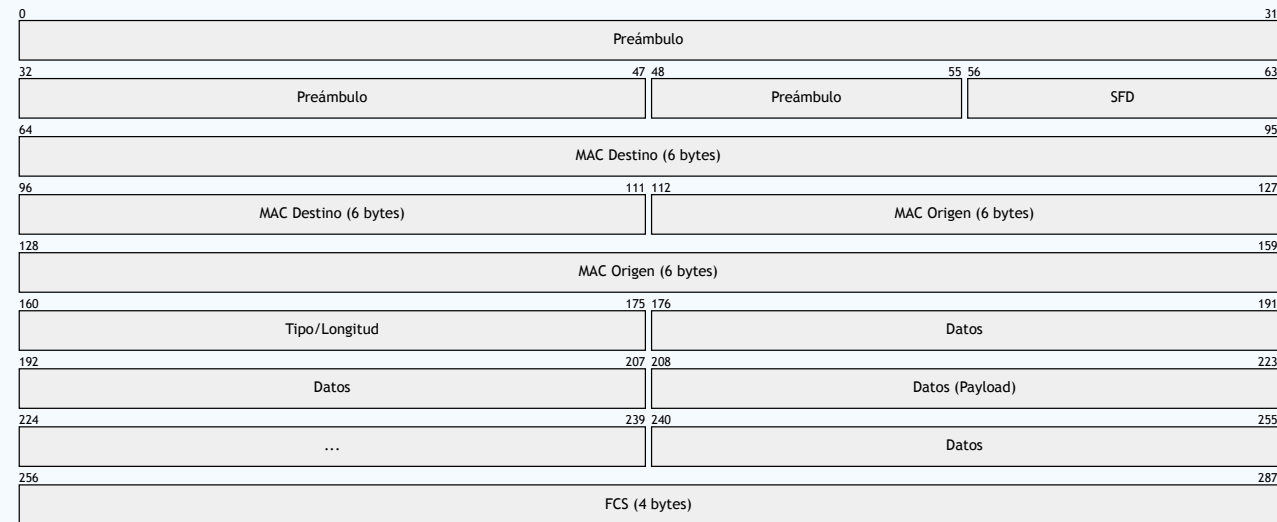 0 31
Preámbulo
32 47 48 55 56 63
Preámbulo Preámbulo SFD
64 95
MAC Destino (6 bytes)
96 111 112 127
MAC Destino (6 bytes) MAC Origen (6 bytes)
128 159
MAC Origen (6 bytes)
160 175 176 191
Tipo/Longitud Datos
192 207 208 223
Datos Datos (Payload)
224 239 240 255
... Datos
256 287
FCS (4 bytes)